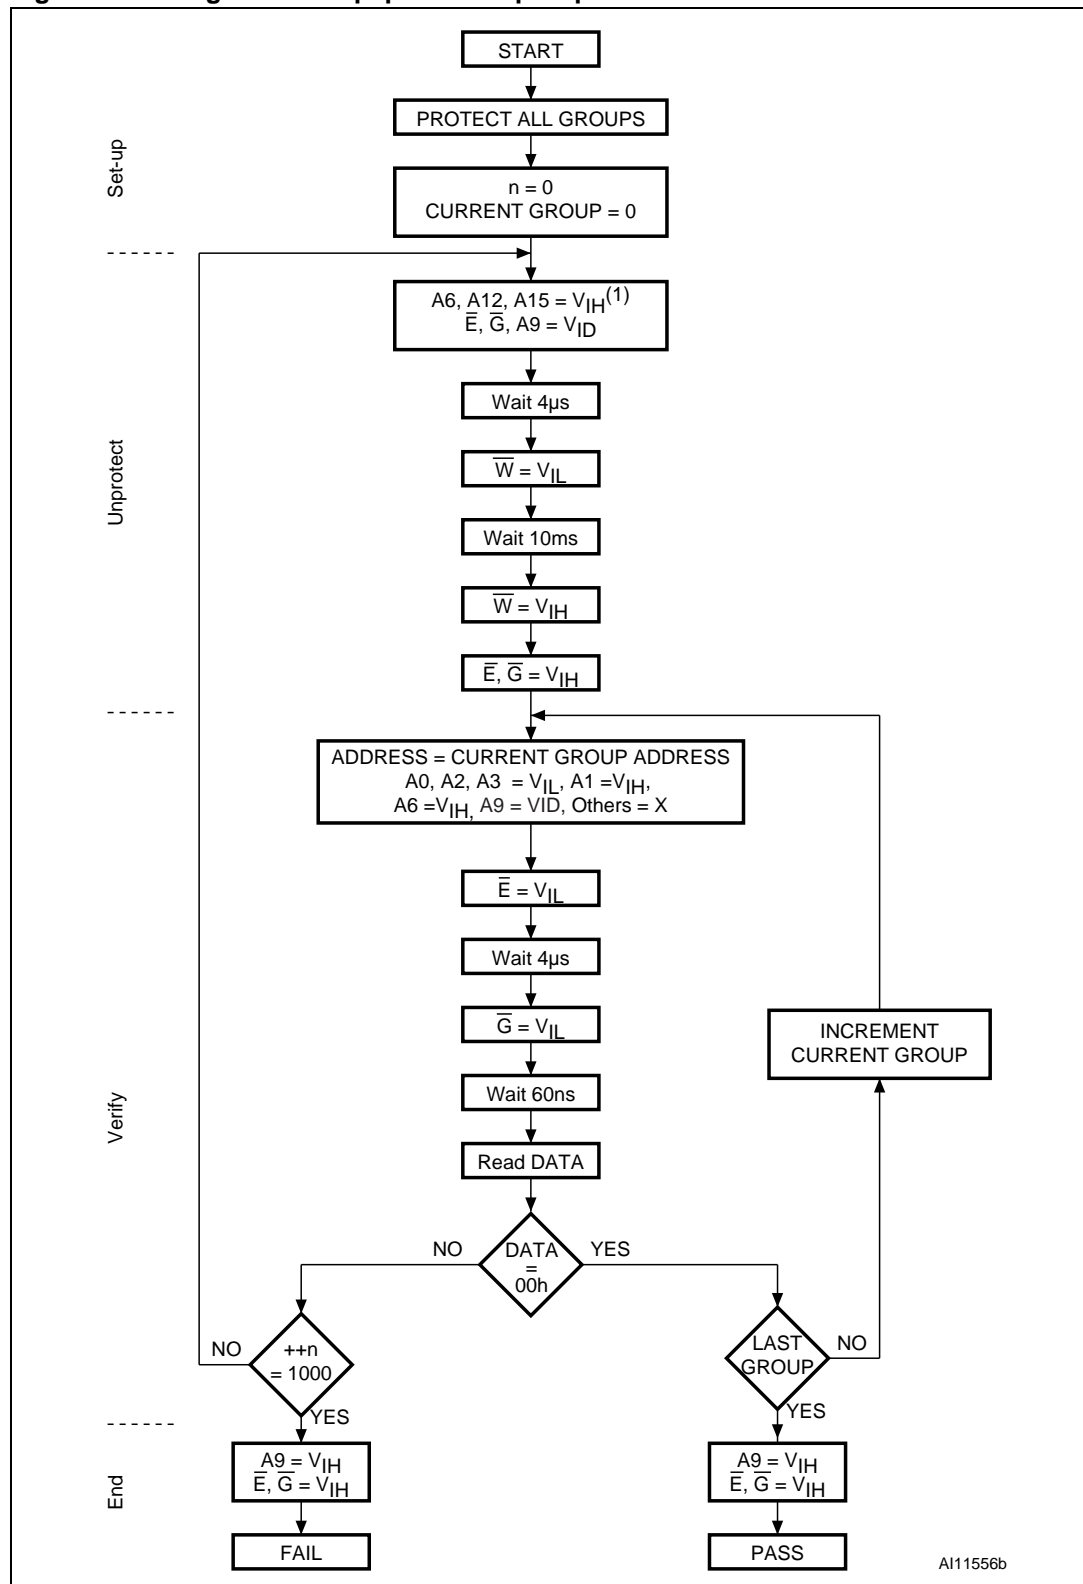 START
PROTECT ALL GROUPS
Set-up
n = 0
CURRENT GROUP = 0
A6, A12, A15 = VIH(1)
E̅, G̅, A9 = VID
Wait 4µs
Unprotect
W̅ = VIL
Wait 10ms
W̅ = VIH
E̅, G̅ = VIH
ADDRESS = CURRENT GROUP ADDRESS
A0, A2, A3 = VIL, A1 =VIH,
A6 =VIH, A9 = VID, Others = X
E̅ = VIL
Wait 4µs
G̅ = VIL
INCREMENT
CURRENT GROUP
Wait 60ns
Verify
Read DATA
NO
DATA
=
00h
YES
NO
++n
= 1000
YES
LAST
GROUP
NO
YES
End
A9 = VIH
E̅, G̅ = VIH
A9 = VIH
E̅, G̅ = VIH
FAIL
PASS
AI11556b